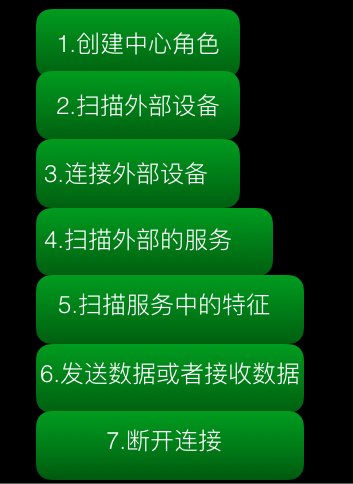 1.创建中心角色
2.扫描外部设备
3.连接外部设备
4.扫描外部的服务
5.扫描服务中的特征
6.发送数据或者接收数据
7.断开连接